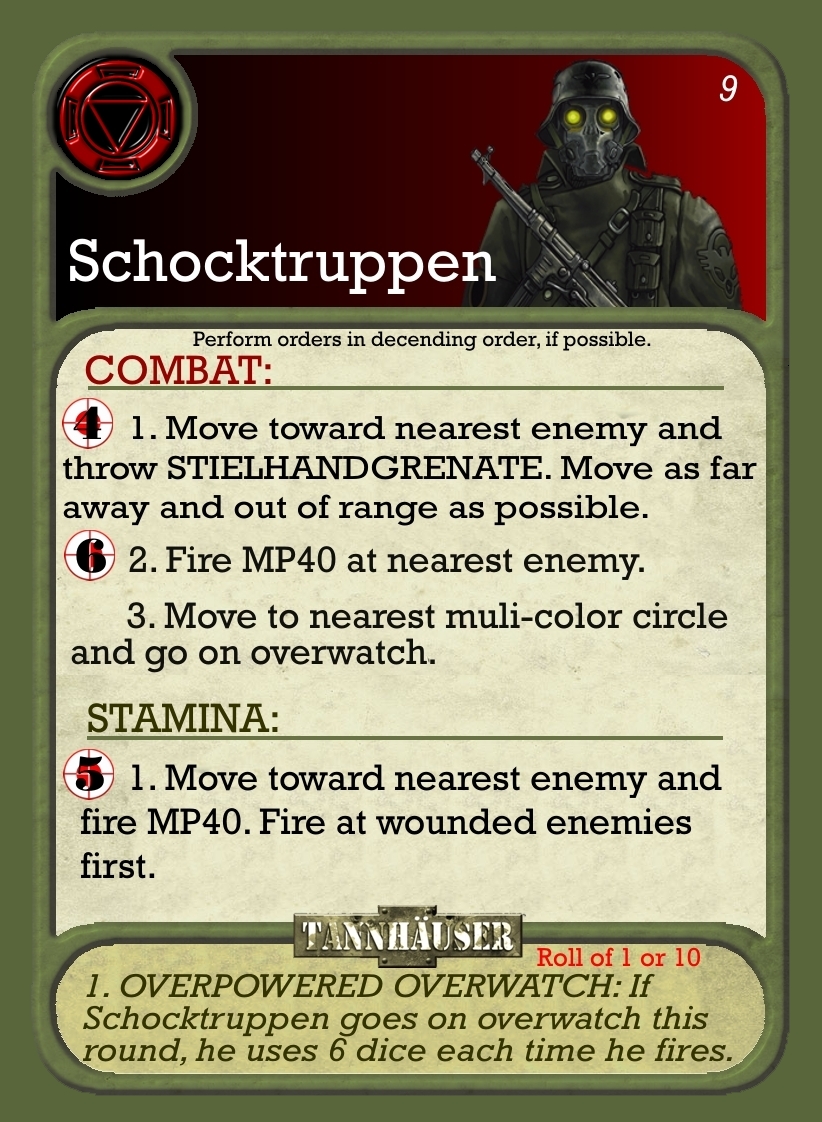 9
Schocktruppen
Perform orders in decending order, if possible.
COMBAT:
4 1. Move toward nearest enemy and
throw STIELHANDGRENATE. Move as far
away and out of range as possible.
6 2. Fire MP40 at nearest enemy.
3. Move to nearest muli-color circle
and go on overwatch.
STAMINA:
5 1. Move toward nearest enemy and
fire MP40. Fire at wounded enemies
first.
TANNHÄUSER
Roll of 1 or 10
1. OVERPOWERED OVERWATCH: If
Schocktruppen goes on overwatch this
round, he uses 6 dice each time he fires.